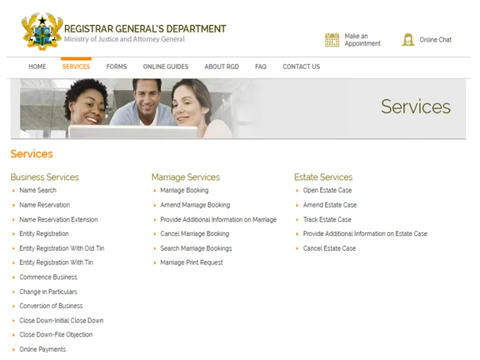 REGISTRAR GENERAL'S DEPARTMENT
Ministry of Justice and Attorney General
Make an
Appointment
Online Chat
HOME SERVICES FORMS ONLINE GUIDES ABOUT RGD FAQ CONTACT US
Services
Services
Business Services
Name Search
Name Reservation
Name Reservation Extension
Entity Registration
Entity Registration With Old Tin
Entity Registration With Tin
Commence Business
Change in Particulars
Conversion of Business
Close Down-Initial Close Down
Close Down-File Objection
Online Payments
Marriage Services
Marriage Booking
Amend Marriage Booking
Provide Additional Information on Marriage
Cancel Marriage Booking
Search Marriage Bookings
Marriage Print Request
Estate Services
Open Estate Case
Amend Estate Case
Track Estate Case
Provide Additional Information on Estate Case
Cancel Estate Case